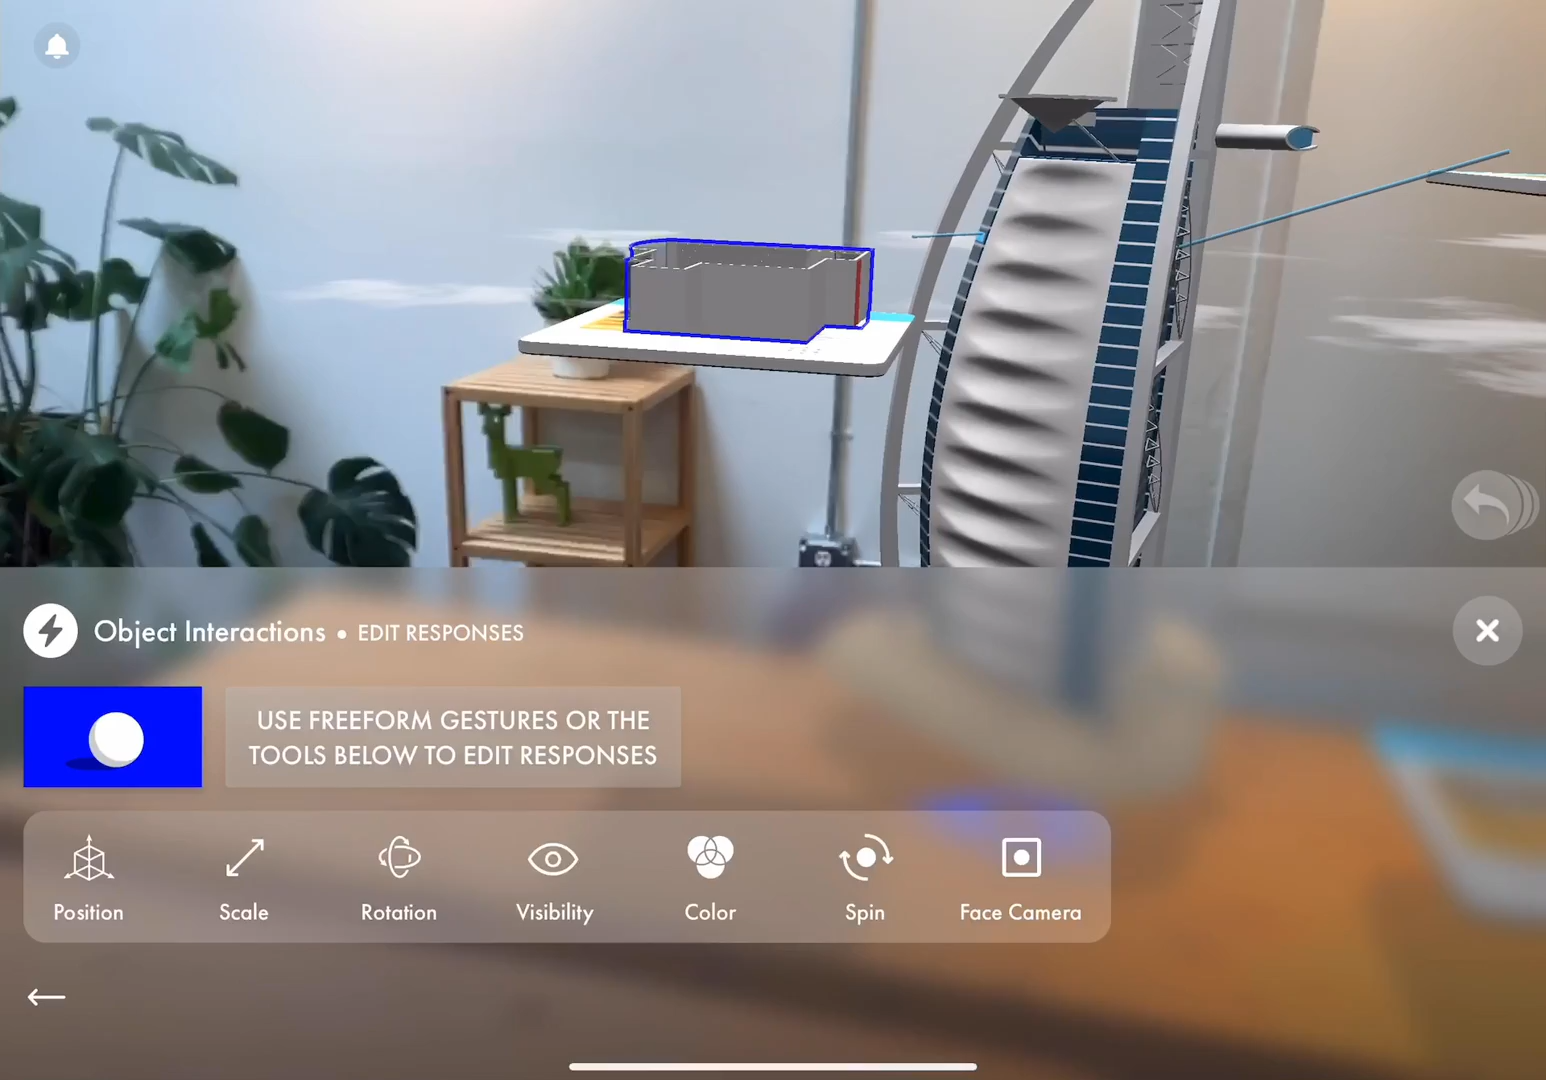 Object Interactions • EDIT RESPONSES
USE FREEFORM GESTURES OR THE
TOOLS BELOW TO EDIT RESPONSES
Position
Scale
Rotation
Visibility
Color
Spin
Face Camera